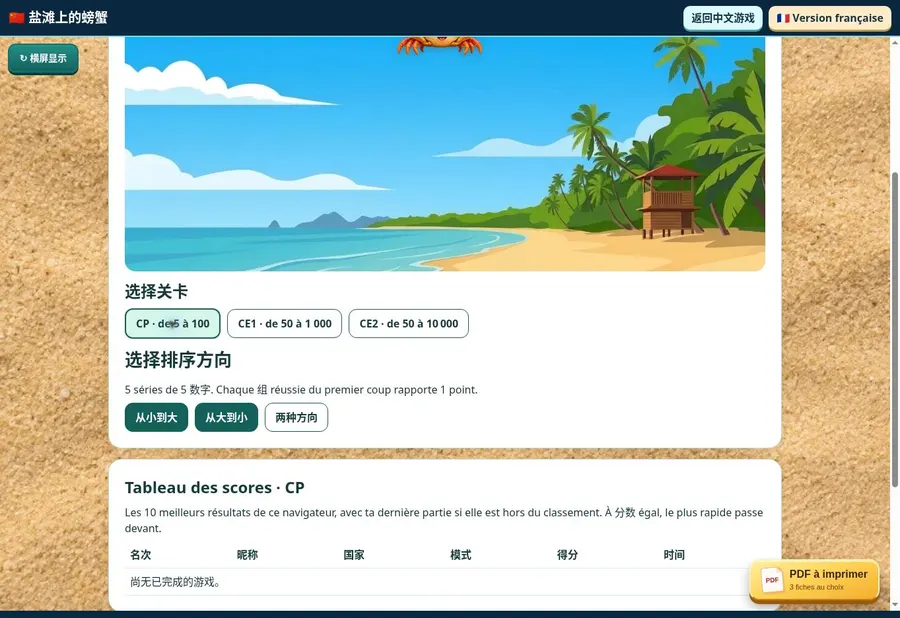 🇨🇳 盐滩上的螃蟹
返回中文游戏
🇫🇷 Version française
↻ 横屏显示
选择关卡
CP · de 5 à 100
CE1 · de 50 à 1 000
CE2 · de 50 à 10 000
选择排序方向
5 séries de 5 数字. Chaque 组 réussie du premier coup rapporte 1 point.
从小到大
从大到小
两种方向
Tableau des scores · CP
Les 10 meilleurs résultats de ce navigateur, avec ta dernière partie si elle est hors du classement. À 分数 égal, le plus rapide passe
devant.
名次 昵称 国家 模式 得分 时间
尚无已完成的游戏。
PDF
PDF à imprimer
3 fiches au choix